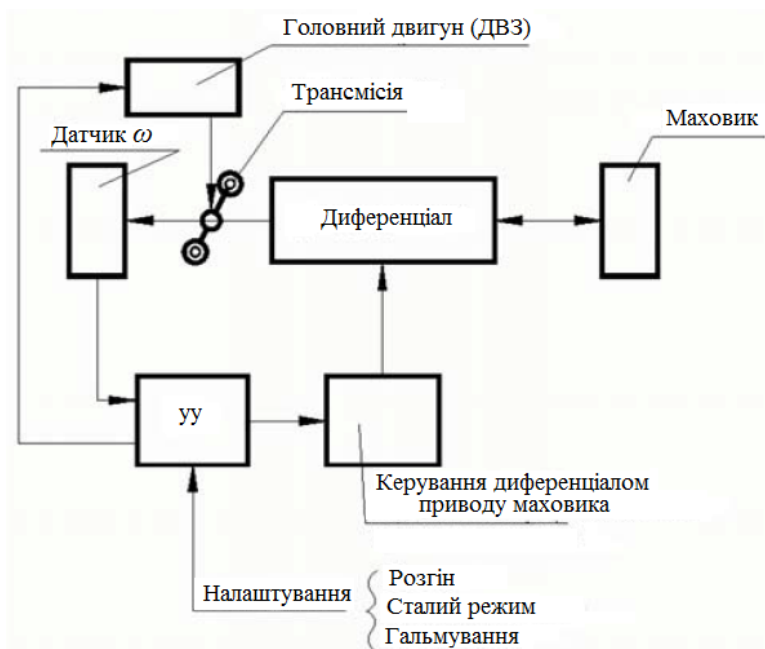 Головний двигун (ДВЗ)
Трансмісія
Маховик
Датчик ω
Диференціал
уу
Керування диференціалом
приводу маховика
Налаштування
Розгін
Сталий режим
Гальмування